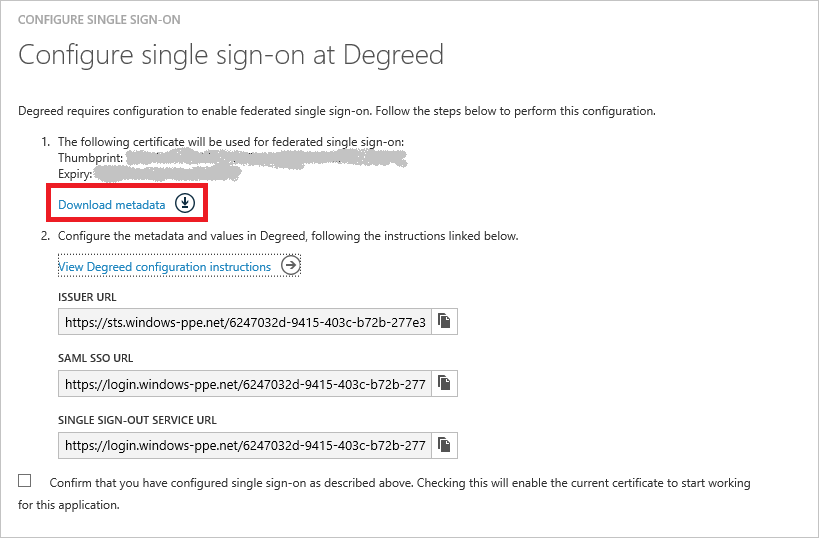 CONFIGURE SINGLE SIGN-ON
Configure single sign-on at Degreed
Degreed requires configuration to enable federated single sign-on. Follow the steps below to perform this configuration.
1. The following certificate will be used for federated single sign-on:
Thumbprint:
Expiry:
Download metadata
2. Configure the metadata and values in Degreed, following the instructions linked below.
View Degreed configuration instructions
ISSUER URL
https://sts.windows-ppe.net/6247032d-9415-403c-b72b-277e3
SAML SSO URL
https://login.windows-ppe.net/6247032d-9415-403c-b72b-277
SINGLE SIGN-OUT SERVICE URL
https://login.windows-ppe.net/6247032d-9415-403c-b72b-277
Confirm that you have configured single sign-on as described above. Checking this will enable the current certificate to start working
for this application.